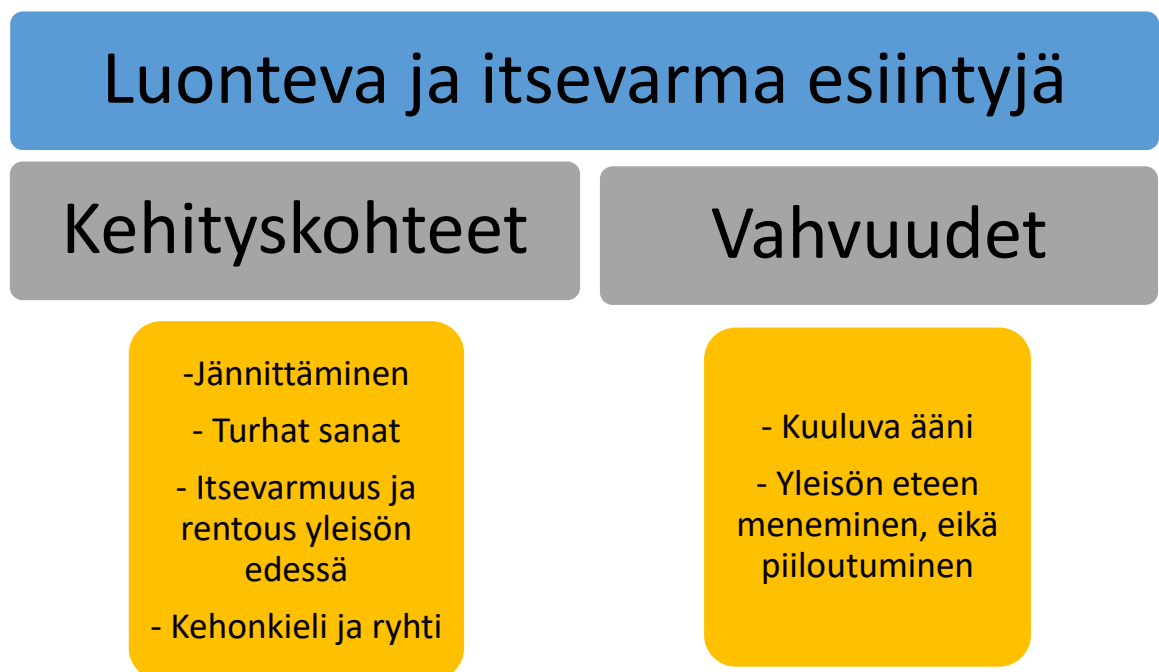 Luonteva ja itsevarma esiintyjä
Kehityskohteet
-Jännittäminen
- Turhat sanat
- Itsevarmuus ja
rentous yleisön
edessä
- Kehonkieli ja ryhti
Vahvuudet
- Kuuluva ääni
- Yleisön eteen
meneminen, eikä
piiloutuminen